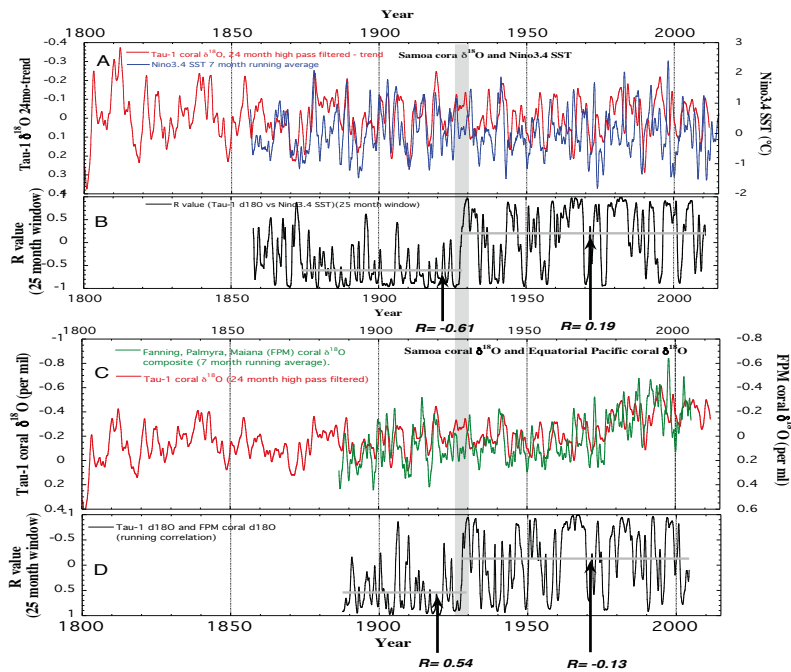 Year
1800 1850 1900 1950 2000
A
Tau-1 coral δ18O, 24 month high pass filtered - trend
Nino3.4 SST 7 month running average
Samoa cora δ18O and Nino3.4 SST
Tau-1 δ18O 24mo-trend
-0.4
-0.3
-0.2
-0.1
0
0.1
0.2
0.3
0.4
Nino3.4 SST (°C)
3
2
1
0
-1
-2
B
R value (Tau-1 d18O vs Nino3.4 SST)(25 month window)
R value
(25 month window)
0.5
0
-0.5
-1
1800 1850 1900 1950 2000
Year
R= -0.61
R= 0.19
1800 1850 1900 1950 2000
C
Fanning, Palmyra, Maiana (FPM) coral δ18O
composite (7 month running average).
Tau-1 coral δ18O (24 month high pass filtered)
Samoa coral δ18O and Equatorial Pacific coral δ18O
Tau-1 coral δ18O (per mil)
-1
-0.8
-0.6
-0.4
-0.2
0
0.2
0.4
FPM coral δ18O (per mil)
-0.8
-0.6
-0.4
-0.2
0
0.2
0.4
0.6
D
Tau-1 d18O and FPM coral d18O
(running correlation)
R value
(25 month window)
-0.5
0
0.5
1
1800 1850 1900 1950 2000
Year
R= 0.54
R= -0.13